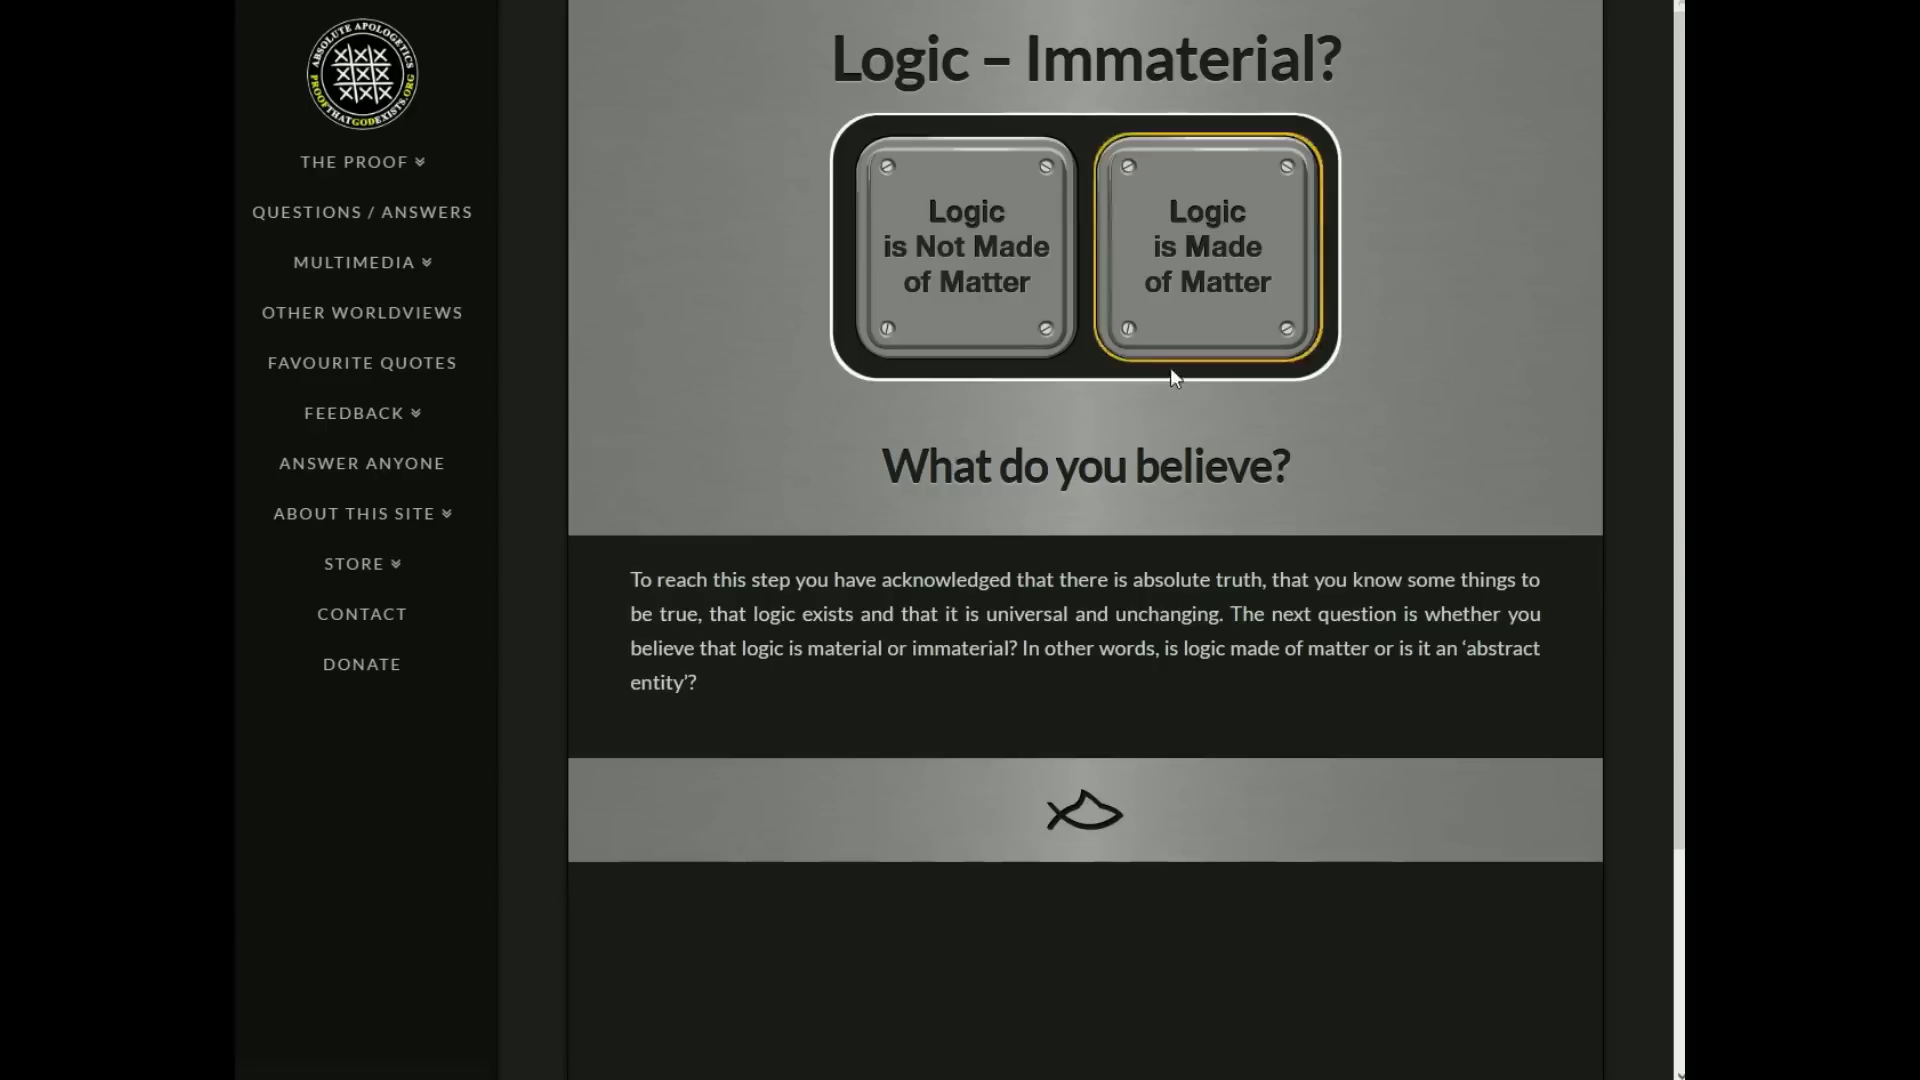 ABSOLUTE APOLOGETICS
PROOFTHATGODEXISTS.ORG
THE PROOF
QUESTIONS / ANSWERS
MULTIMEDIA
OTHER WORLDVIEWS
FAVOURITE QUOTES
FEEDBACK
ANSWER ANYONE
ABOUT THIS SITE
STORE
CONTACT
DONATE
Logic – Immaterial?
Logic
is Not Made
of Matter
Logic
is Made
of Matter
What do you believe?
To reach this step you have acknowledged that there is absolute truth, that you know some things to
be true, that logic exists and that it is universal and unchanging. The next question is whether you
believe that logic is material or immaterial? In other words, is logic made of matter or is it an ‘abstract
entity’?